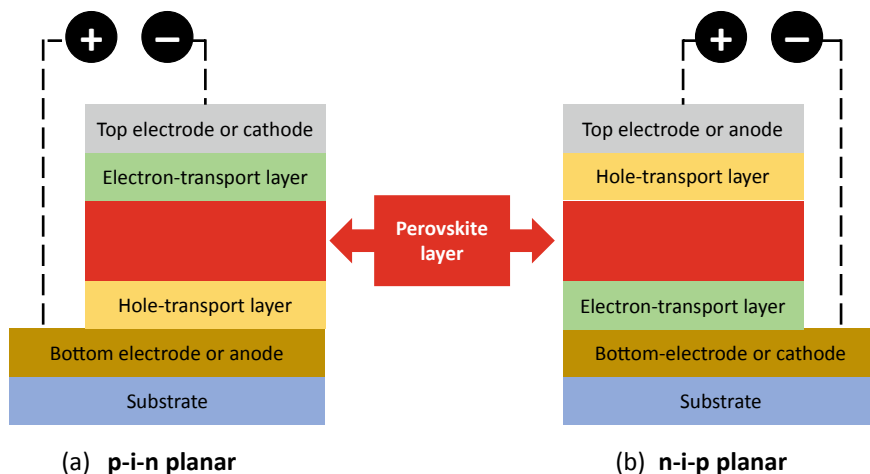 + −
+ −
Top electrode or cathode
Electron-transport layer
Hole-transport layer
Bottom electrode or anode
Substrate
Perovskite
layer
Top electrode or anode
Hole-transport layer
Electron-transport layer
Bottom-electrode or cathode
Substrate
(a) p-i-n planar
(b) n-i-p planar